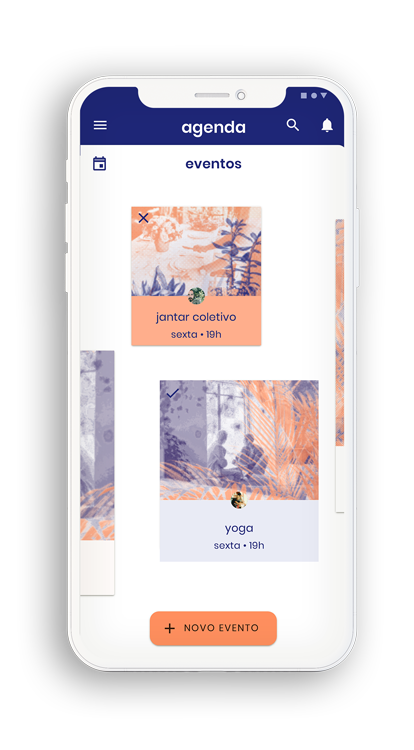 agenda
eventos
jantar coletivo
sexta • 19h
yoga
sexta • 19h
+ NOVO EVENTO